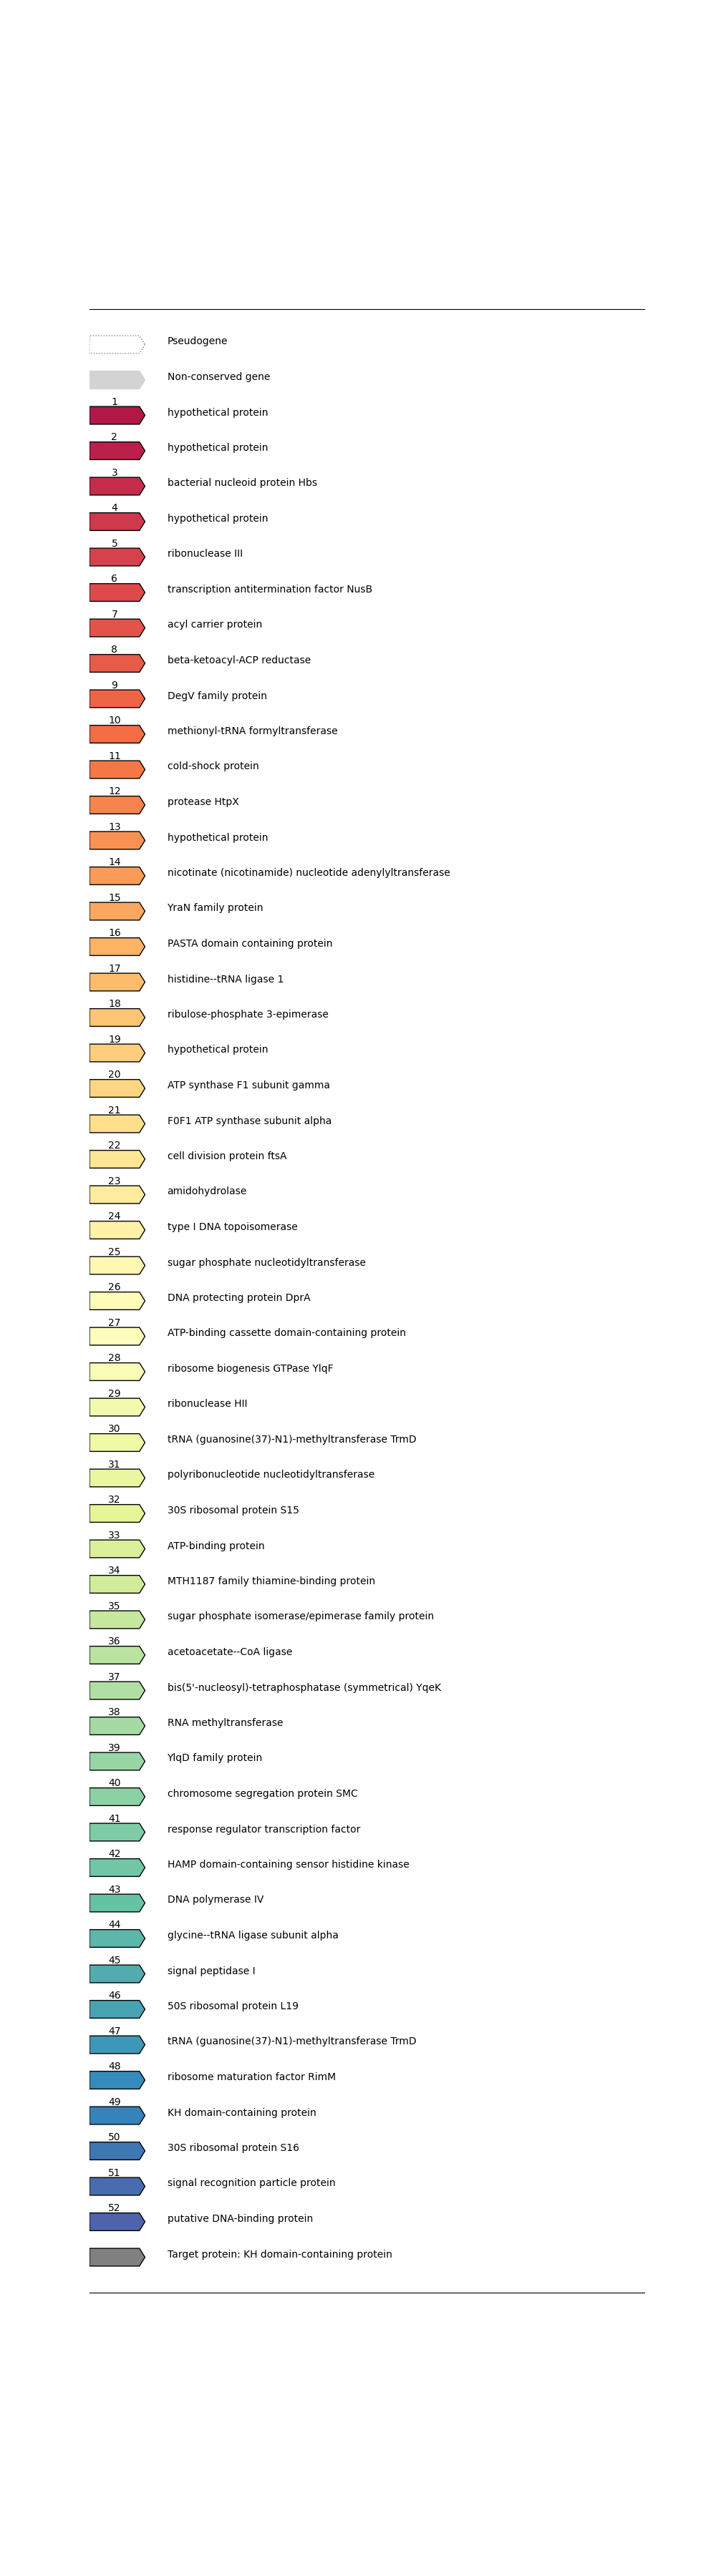 Pseudogene
Non-conserved gene
1
hypothetical protein
2
hypothetical protein
3
bacterial nucleoid protein Hbs
4
hypothetical protein
5
ribonuclease III
6
transcription antitermination factor NusB
7
acyl carrier protein
8
beta-ketoacyl-ACP reductase
9
DegV family protein
10
methionyl-tRNA formyltransferase
11
cold-shock protein
12
protease HtpX
13
hypothetical protein
14
nicotinate (nicotinamide) nucleotide adenylyltransferase
15
YraN family protein
16
PASTA domain containing protein
17
histidine--tRNA ligase 1
18
ribulose-phosphate 3-epimerase
19
hypothetical protein
20
ATP synthase F1 subunit gamma
21
F0F1 ATP synthase subunit alpha
22
cell division protein ftsA
23
amidohydrolase
24
type I DNA topoisomerase
25
sugar phosphate nucleotidyltransferase
26
DNA protecting protein DprA
27
ATP-binding cassette domain-containing protein
28
ribosome biogenesis GTPase YlqF
29
ribonuclease HII
30
tRNA (guanosine(37)-N1)-methyltransferase TrmD
31
polyribonucleotide nucleotidyltransferase
32
30S ribosomal protein S15
33
ATP-binding protein
34
MTH1187 family thiamine-binding protein
35
sugar phosphate isomerase/epimerase family protein
36
acetoacetate--CoA ligase
37
bis(5'-nucleosyl)-tetraphosphatase (symmetrical) YqeK
38
RNA methyltransferase
39
YlqD family protein
40
chromosome segregation protein SMC
41
response regulator transcription factor
42
HAMP domain-containing sensor histidine kinase
43
DNA polymerase IV
44
glycine--tRNA ligase subunit alpha
45
signal peptidase I
46
50S ribosomal protein L19
47
tRNA (guanosine(37)-N1)-methyltransferase TrmD
48
ribosome maturation factor RimM
49
KH domain-containing protein
50
30S ribosomal protein S16
51
signal recognition particle protein
52
putative DNA-binding protein
Target protein: KH domain-containing protein